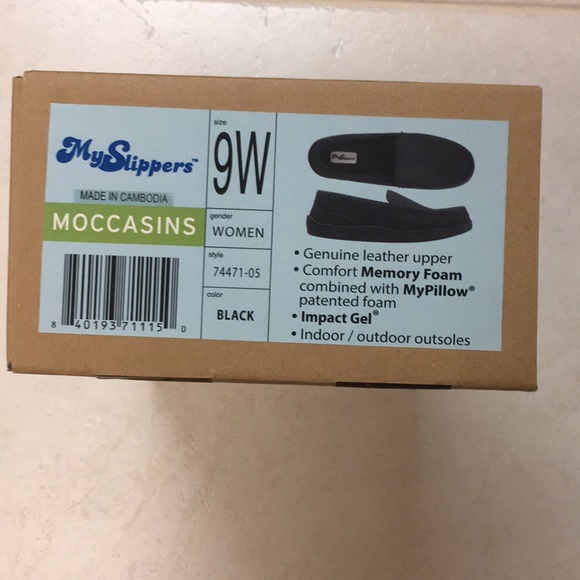 MySlippers™
MADE IN CAMBODIA
MOCCASINS
8 40193 71115 0
size
9W
gender
WOMEN
style
74471-05
color
BLACK
MySlippers
• Genuine leather upper
• Comfort Memory Foam
combined with MyPillow®
patented foam
• Impact Gel®
• Indoor / outdoor outsoles